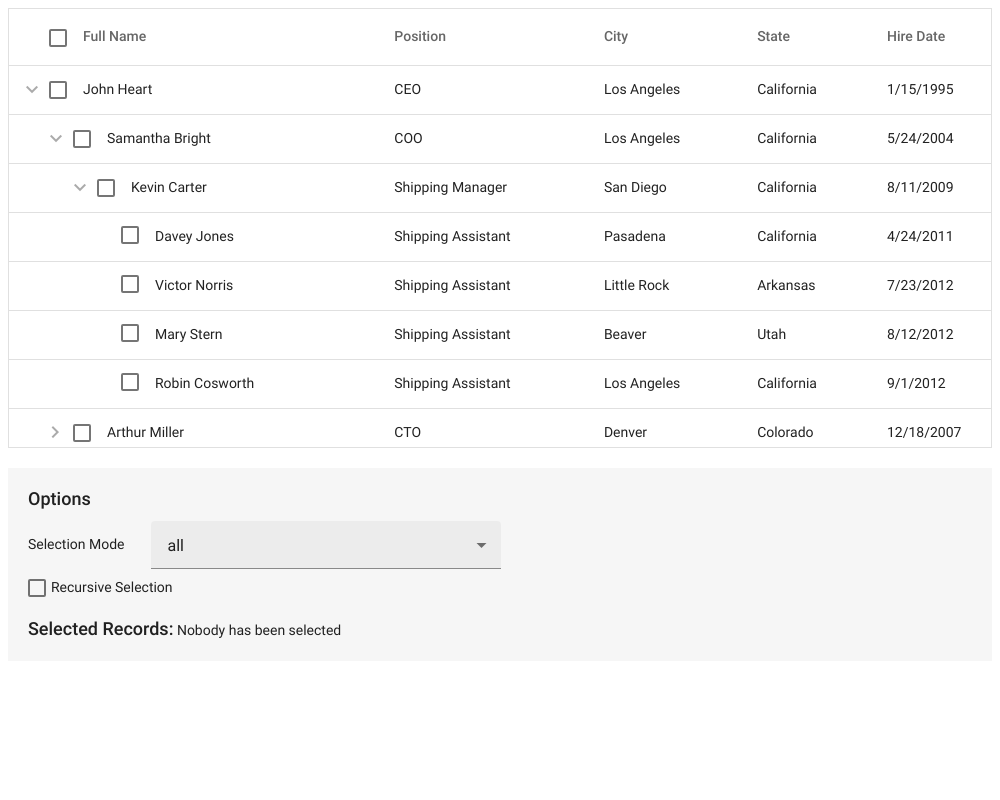 Full Name Position City State Hire Date
John Heart CEO Los Angeles California 1/15/1995
Samantha Bright COO Los Angeles California 5/24/2004
Kevin Carter Shipping Manager San Diego California 8/11/2009
Davey Jones Shipping Assistant Pasadena California 4/24/2011
Victor Norris Shipping Assistant Little Rock Arkansas 7/23/2012
Mary Stern Shipping Assistant Beaver Utah 8/12/2012
Robin Cosworth Shipping Assistant Los Angeles California 9/1/2012
Arthur Miller CTO Denver Colorado 12/18/2007
Options
Selection Mode all
Recursive Selection
Selected Records: Nobody has been selected